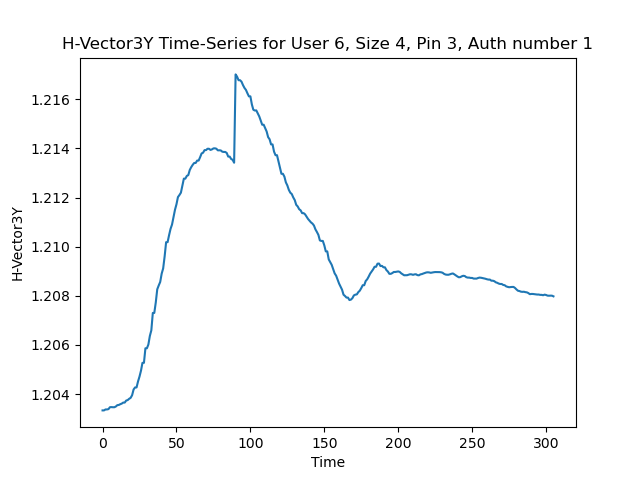 H-Vector3Y Time-Series for User 6, Size 4, Pin 3, Auth number 1
1.216
1.214
1.212
1.210
1.208
1.206
1.204
H-Vector3Y
0 50 100 150 200 250 300
Time